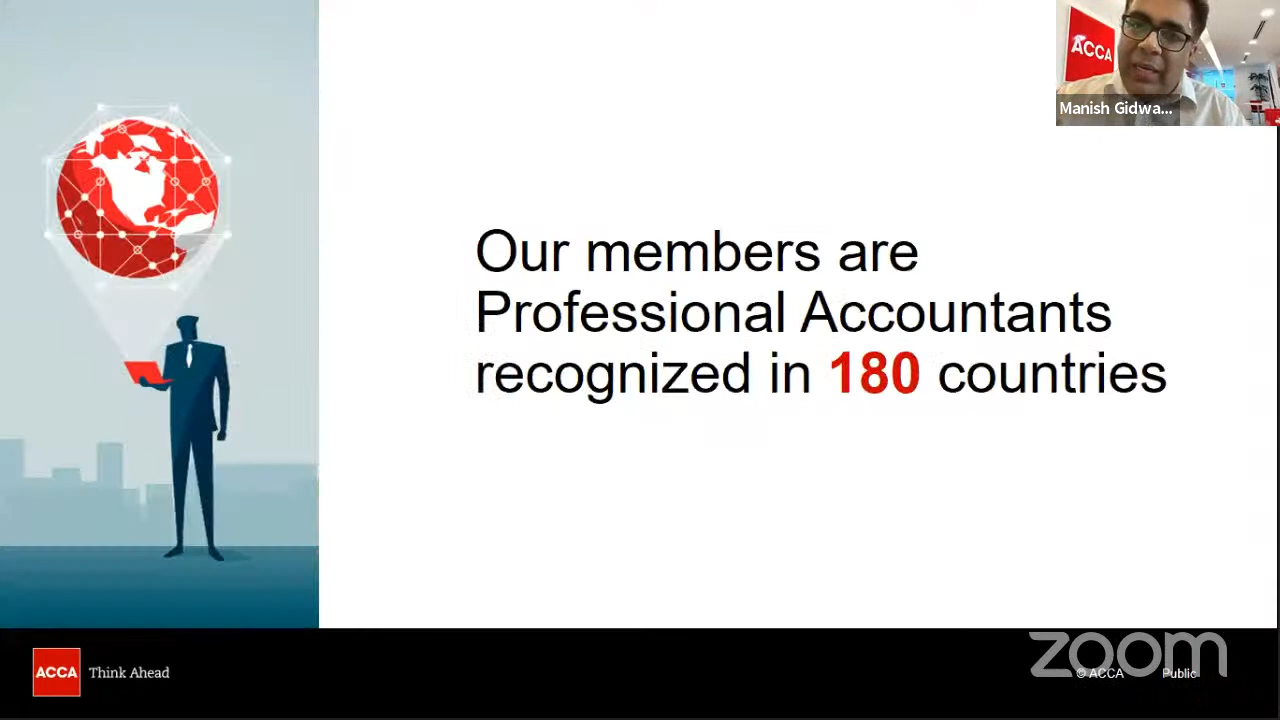 ACCA
Manish Gidwa...
Our members are
Professional Accountants
recognized in 180 countries
ACCA
Think Ahead
zoom
© ACCA
Public